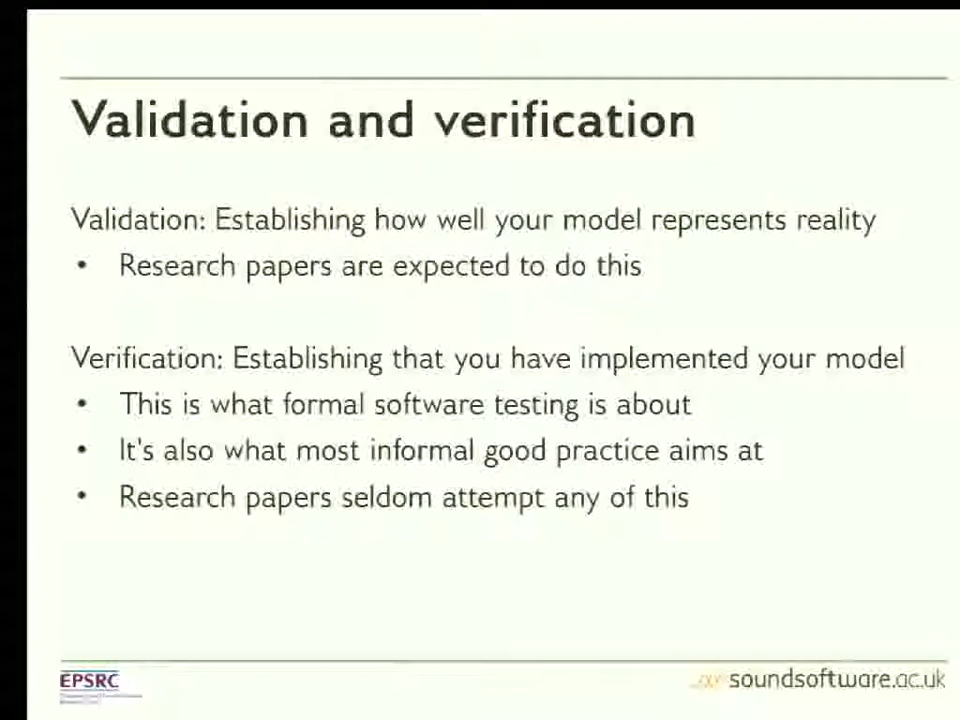 Validation and verification
Validation: Establishing how well your model represents reality
• Research papers are expected to do this
Verification: Establishing that you have implemented your model
• This is what formal software testing is about
• It's also what most informal good practice aims at
• Research papers seldom attempt any of this
EPSRC
soundsoftware.ac.uk